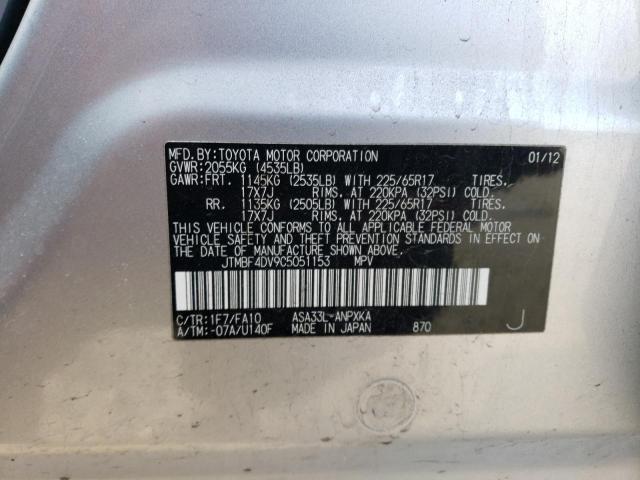 MFD.BY:TOYOTA MOTOR CORPORATION 01/12
GVWR:2055KG (4535LB)
GAWR:FRT. 1145KG (2535LB) WITH 225/65R17 TIRES.
17X7J RIMS. AT 220KPA (32PSI) COLD.
RR. 1135KG (2505LB) WITH 225/65R17 TIRES.
17X7J RIMS. AT 220KPA (32PSI) COLD.
THIS VEHICLE CONFORMS TO ALL APPLICABLE FEDERAL MOTOR
VEHICLE SAFETY AND THEFT PREVENTION STANDARDS IN EFFECT
ON THE DATE OF MANUFACTURE SHOWN ABOVE.
JTMBF4DV9C5051153 MPV
C/TR:1F7/FA10 ASA33L-ANPXKA
A/TM:-07A/U140F MADE IN JAPAN 870 J